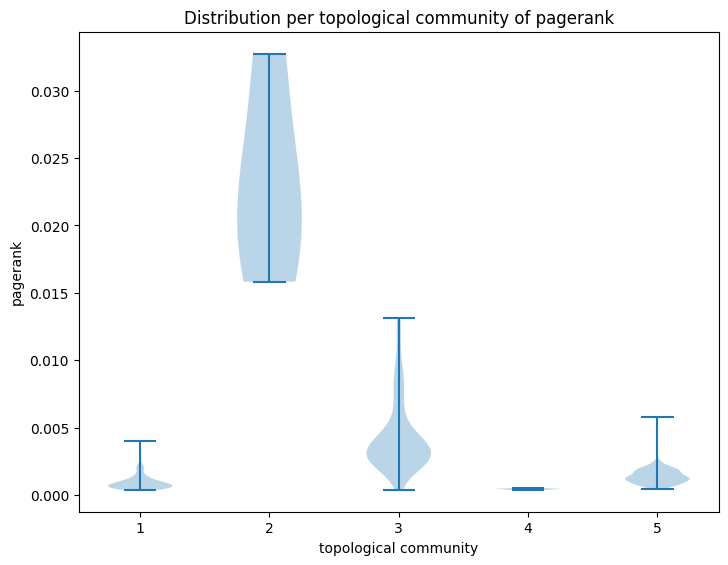 Distribution per topological community of pagerank
0.030
0.025
0.020
0.015
0.010
0.005
0.000
pagerank
1 2 3 4 5
topological community